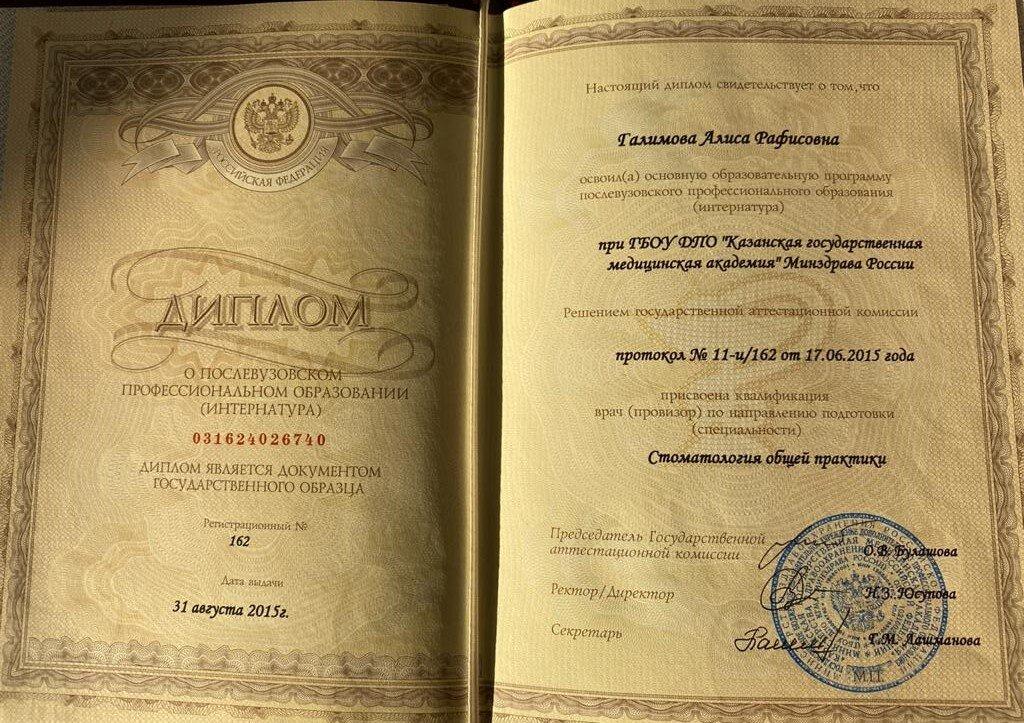 РОССИЙСКАЯ ФЕДЕРАЦИЯ
ДИПЛОМ
О ПОСЛЕВУЗОВСКОМ
ПРОФЕССИОНАЛЬНОМ ОБРАЗОВАНИИ
(ИНТЕРНАТУРА)
031624026740
ДИПЛОМ ЯВЛЯЕТСЯ ДОКУМЕНТОМ
ГОСУДАРСТВЕННОГО ОБРАЗЦА
Регистрационный №
162
Дата выдачи
31 августа 2015г.
Настоящий диплом свидетельствует о том, что
Галимова Алиса Рафисовна
освоил(а) основную образовательную программу
послевузовского профессионального образования
(интернатура)
при ГБОУ ДПО "Казанская государственная
медицинская академия" Минздрава России
Решением государственной аттестационной комиссии
протокол № 11-и/162 от 17.06.2015 года
присвоена квалификация
врач (провизор) по направлению подготовки
(специальности)
Стоматология общей практики
Председатель Государственной
аттестационной комиссии
О.В. Булашова
Ректор/Директор
Н.З. Юсупова
Секретарь
Г.М. Лашманова
М.П.